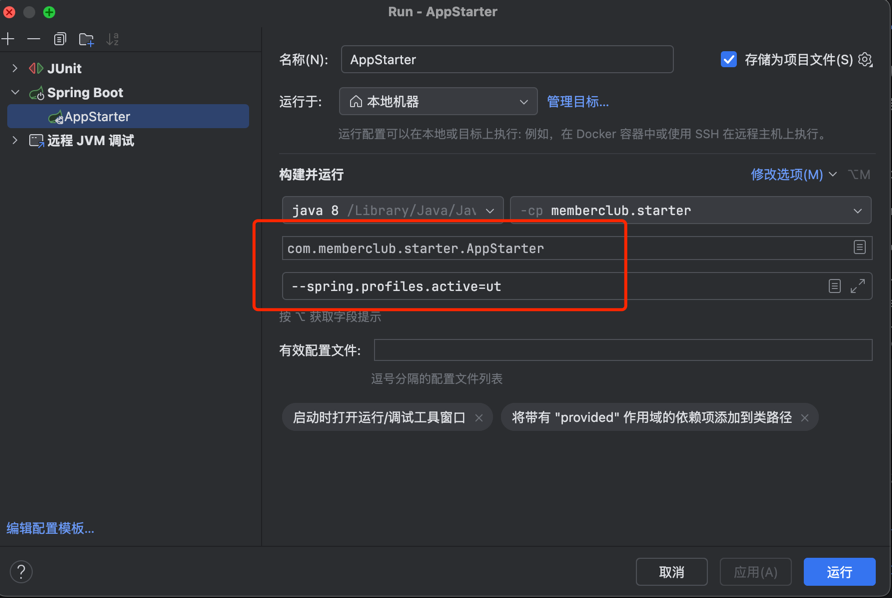 Run - AppStarter
JUnit
Spring Boot
AppStarter
远程 JVM 调试
编辑配置模板...
名称(N): AppStarter 存储为项目文件(S)
运行于: 本地机器 管理目标...
运行配置可以在本地或目标上执行: 例如，在 Docker 容器中或使用 SSH 在远程主机上执行。
构建并运行 修改选项(M) ⌥M
java 8 /Library/Java/Jav -cp memberclub.starter
com.memberclub.starter.AppStarter
--spring.profiles.active=ut
按 ⌥ 获取字段提示
有效配置文件:
逗号分隔的配置文件列表
启动时打开运行/调试工具窗口 × 将带有 "provided" 作用域的依赖项添加到类路径 ×
? 取消 应用(A) 运行